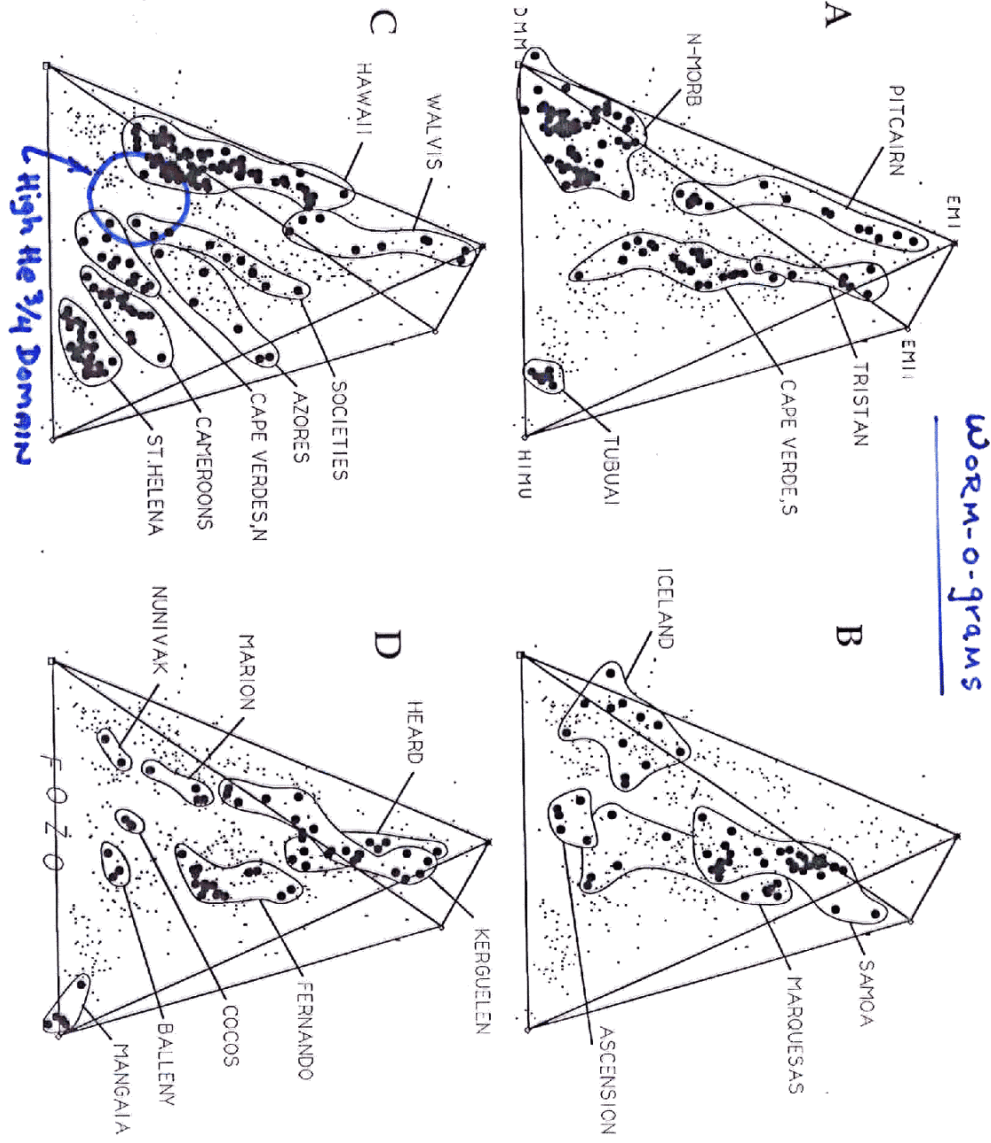 WORM-O-grams
A
DMM
N-MORB
PITCAIRN
EMI
EMII
TRISTAN
CAPE VERDE,S
TUBUAI
HIMU
B
ICELAND
SAMOA
MARQUESAS
ASCENSION
C
HAWAII
WALVIS
SOCIETIES
AZORES
CAPE VERDES,N
CAMEROONS
ST.HELENA
High He 3/4 DOMAIN
D
NUNIVAK
MARION
HEARD
KERGUELEN
FERNANDO
COCOS
BALLENY
MANGAIA
FOZO